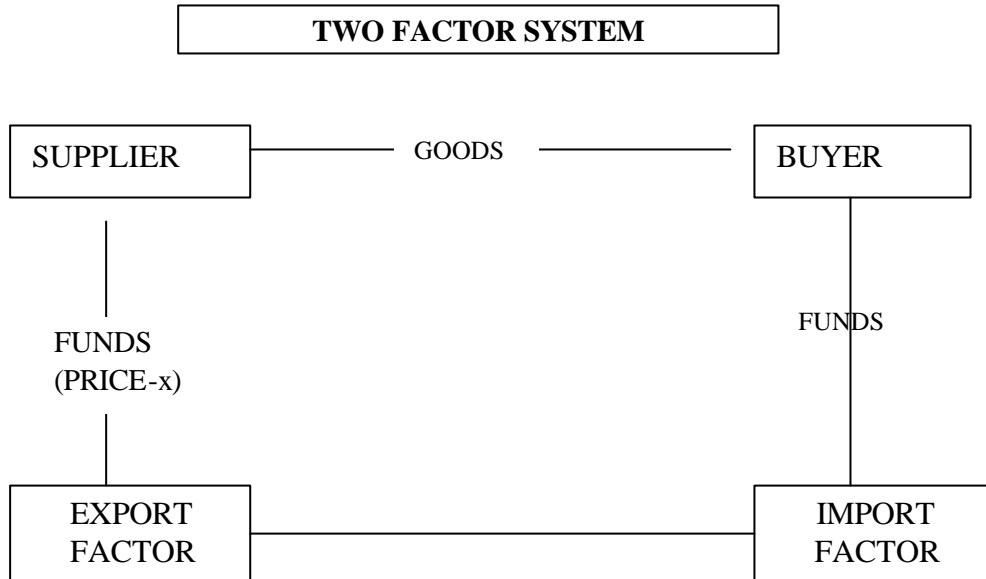 TWO FACTOR SYSTEM
SUPPLIER
GOODS
BUYER
FUNDS
(PRICE-x)
FUNDS
EXPORT
FACTOR
IMPORT
FACTOR